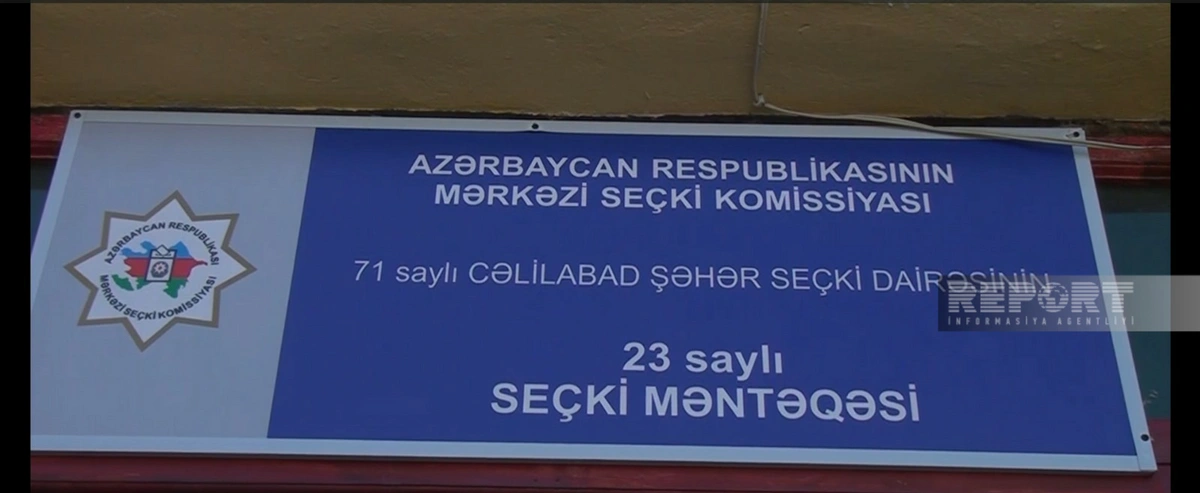 AZƏRBAYCAN RESPUBLİKASININ
MƏRKƏZİ SEÇKİ KOMİSSİYASI
71 saylı CƏLİLABAD ŞƏHƏR SEÇKİ DAİRƏSİNİN
23 saylı
SEÇKİ MƏNTƏQƏSİ
AZƏRBAYCAN RESPUBLİKASI
MƏRKƏZİ SEÇKİ KOMİSSİYASI
REPORT
İNFORMASİYA AGENTLİYİ